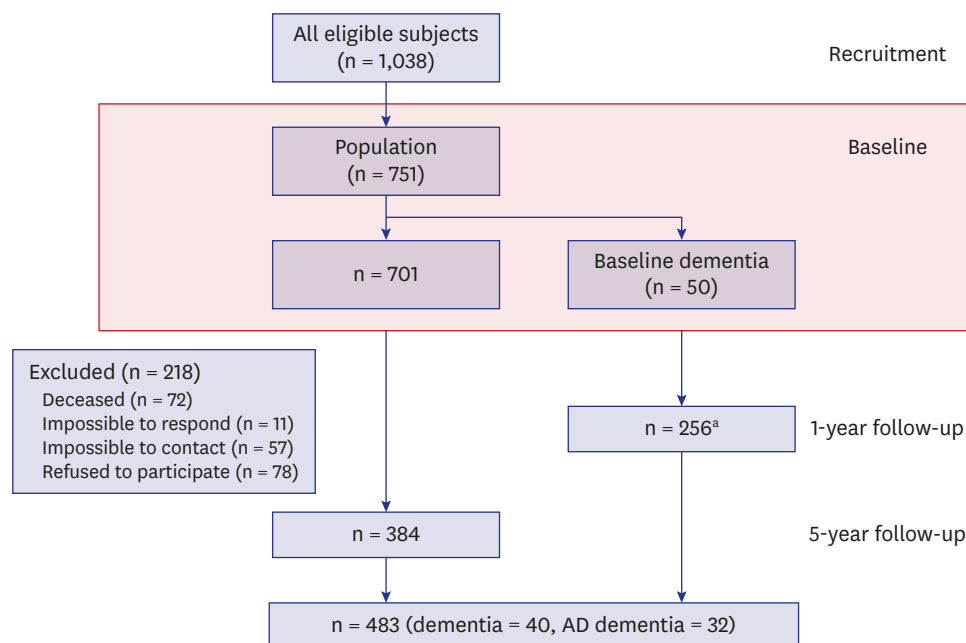 All eligible subjects
(n = 1,038)
Recruitment
Population
(n = 751)
Baseline
n = 701
Baseline dementia
(n = 50)
Excluded (n = 218)
Deceased (n = 72)
Impossible to respond (n = 11)
Impossible to contact (n = 57)
Refused to participate (n = 78)
n = 256ᵃ
1-year follow-up
n = 384
5-year follow-up
n = 483 (dementia = 40, AD dementia = 32)